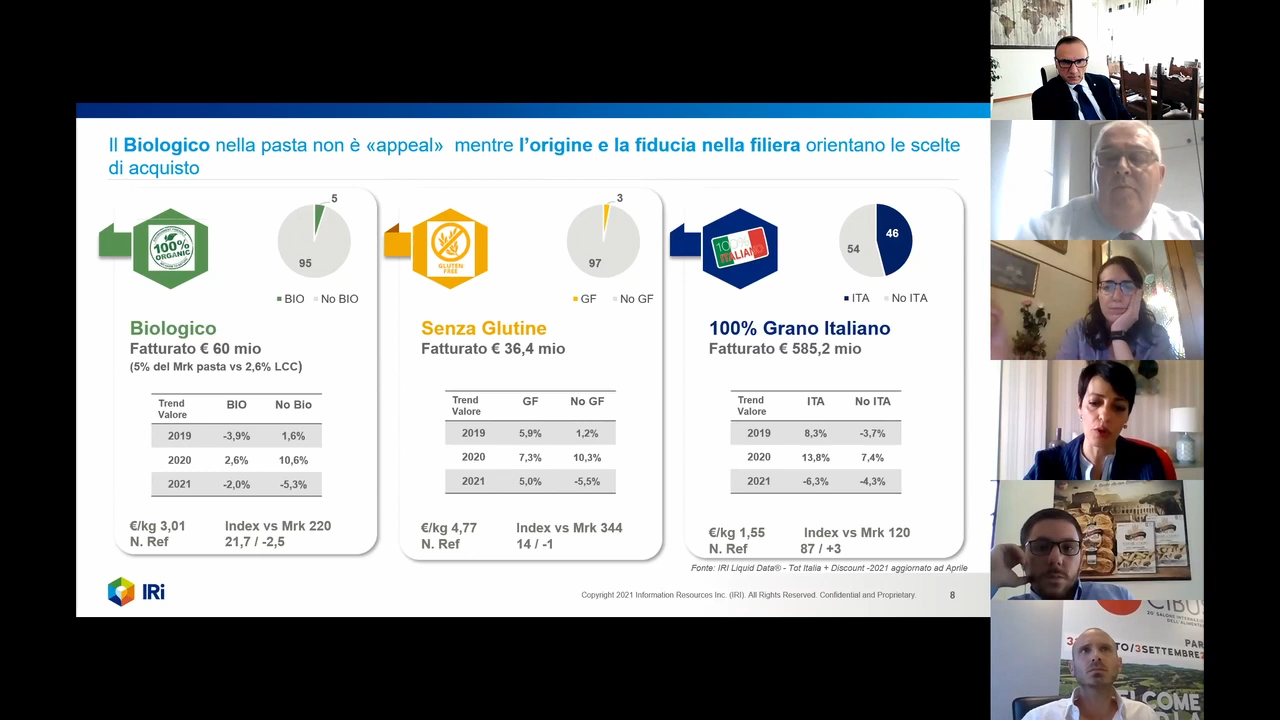 Il Biologico nella pasta non è «appeal» mentre l'origine e la fiducia nella filiera orientano le scelte
di acquisto
100%
ORGANIC
5
95
BIO No BIO
Biologico
Fatturato € 60 mio
(5% del Mrk pasta vs 2,6% LCC)
Trend Valore BIO No Bio
2019 -3,9% 1,6%
2020 2,6% 10,6%
2021 -2,0% -5,3%
€/kg 3,01 Index vs Mrk 220
N. Ref 21,7 / -2,5
GLUTEN
FREE
3
97
GF No GF
Senza Glutine
Fatturato € 36,4 mio
Trend Valore GF No GF
2019 5,9% 1,2%
2020 7,3% 10,3%
2021 5,0% -5,5%
€/kg 4,77 Index vs Mrk 344
N. Ref 14 / -1
100%
ITALIANO
46
54
ITA No ITA
100% Grano Italiano
Fatturato € 585,2 mio
Trend Valore ITA No ITA
2019 8,3% -3,7%
2020 13,8% 7,4%
2021 -6,3% -4,3%
€/kg 1,55 Index vs Mrk 120
N. Ref 87 / +3
Fonte: IRI Liquid Data® - Tot Italia + Discount -2021 aggiornato ad Aprile
IRi
Copyright 2021 Information Resources Inc. (IRI). All Rights Reserved. Confidential and Proprietary.
8
CIBUS